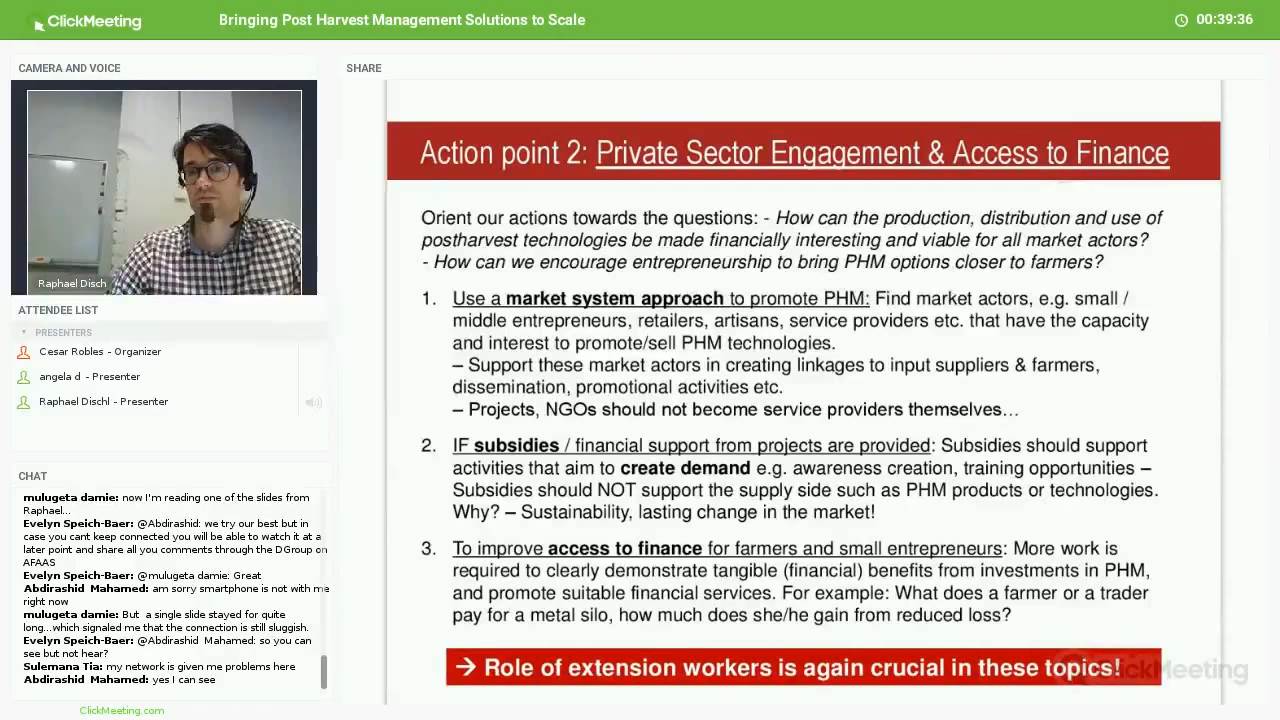 ClickMeeting
Bringing Post Harvest Management Solutions to Scale
00:39:36
CAMERA AND VOICE
Raphael Disch
ATTENDEE LIST
PRESENTERS
Cesar Robles - Organizer
angela d - Presenter
Raphael Dischl - Presenter
CHAT
mulugeta damie: now I'm reading one of the slides from
Raphael...
Evelyn Speich-Baer: @Abdirashid: we try our best but in
case you cant keep connected you will be able to watch it at a
later point and share all you comments through the DGroup on
AFAAS
Evelyn Speich-Baer: @mulugeta damie: Great
Abdirashid Mahamed: am sorry smartphone is not with me
right now
mulugeta damie: But a single slide stayed for quite
long...which signaled me that the connection is still sluggish.
Evelyn Speich-Baer: @Abdirashid Mahamed: so you can
see but not hear?
Sulemana Tia: my network is given me problems here
Abdirashid Mahamed: yes I can see
ClickMeeting.com
SHARE
Action point 2: Private Sector Engagement & Access to Finance
Orient our actions towards the questions: - How can the production, distribution and use of
postharvest technologies be made financially interesting and viable for all market actors?
- How can we encourage entrepreneurship to bring PHM options closer to farmers?
1. Use a market system approach to promote PHM: Find market actors, e.g. small /
middle entrepreneurs, retailers, artisans, service providers etc. that have the capacity
and interest to promote/sell PHM technologies.
– Support these market actors in creating linkages to input suppliers & farmers,
dissemination, promotional activities etc.
– Projects, NGOs should not become service providers themselves…
2. IF subsidies / financial support from projects are provided: Subsidies should support
activities that aim to create demand e.g. awareness creation, training opportunities –
Subsidies should NOT support the supply side such as PHM products or technologies.
Why? – Sustainability, lasting change in the market!
3. To improve access to finance for farmers and small entrepreneurs: More work is
required to clearly demonstrate tangible (financial) benefits from investments in PHM,
and promote suitable financial services. For example: What does a farmer or a trader
pay for a metal silo, how much does she/he gain from reduced loss?
→ Role of extension workers is again crucial in these topics!
ClickMeeting